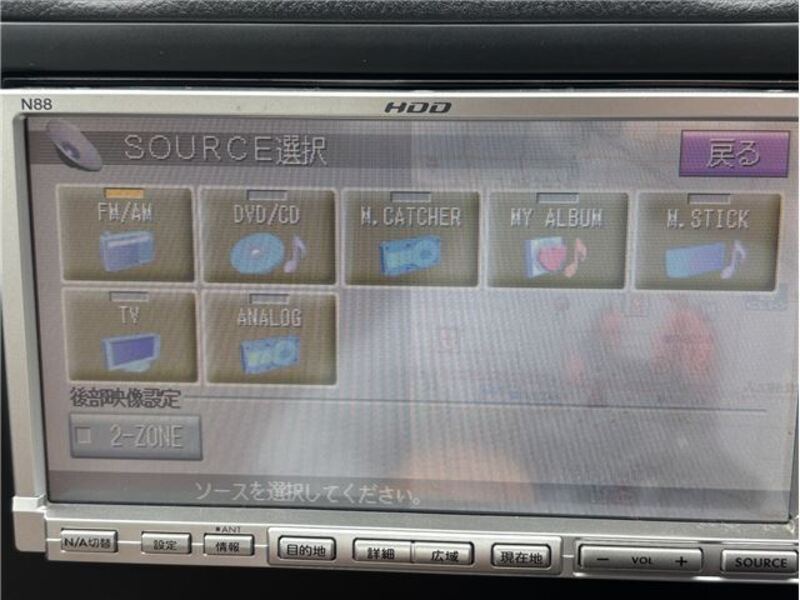 N88
HDD
SOURCE選択
戻る
FM/AM
DVD/CD
M.CATCHER
MY ALBUM
M.STICK
TV
ANALOG
後部映像設定
2-ZONE
ソースを選択してください。
ANT
N/A切替
設定
情報
目的地
詳細
広域
現在地
− VOL +
SOURCE